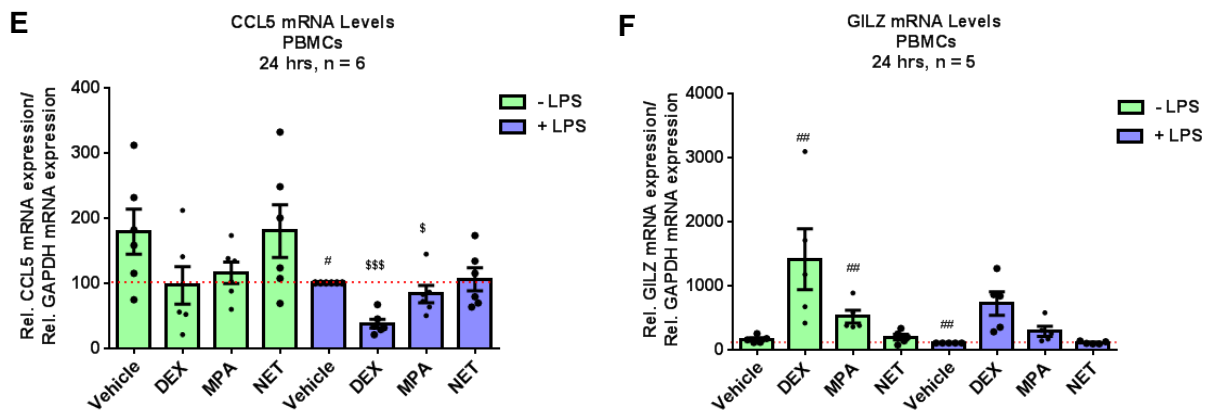 E
CCL5 mRNA Levels
PBMCs
24 hrs, n = 6
Rel. CCL5 mRNA expression/
Rel. GAPDH mRNA expression
400
300
200
100
0
- LPS
+ LPS
#
$$$
$
Vehicle
DEX
MPA
NET
Vehicle
DEX
MPA
NET
F
GILZ mRNA Levels
PBMCs
24 hrs, n = 5
Rel. GILZ mRNA expression/
Rel. GAPDH mRNA expression
4000
3000
2000
1000
0
- LPS
+ LPS
##
##
##
Vehicle
DEX
MPA
NET
Vehicle
DEX
MPA
NET